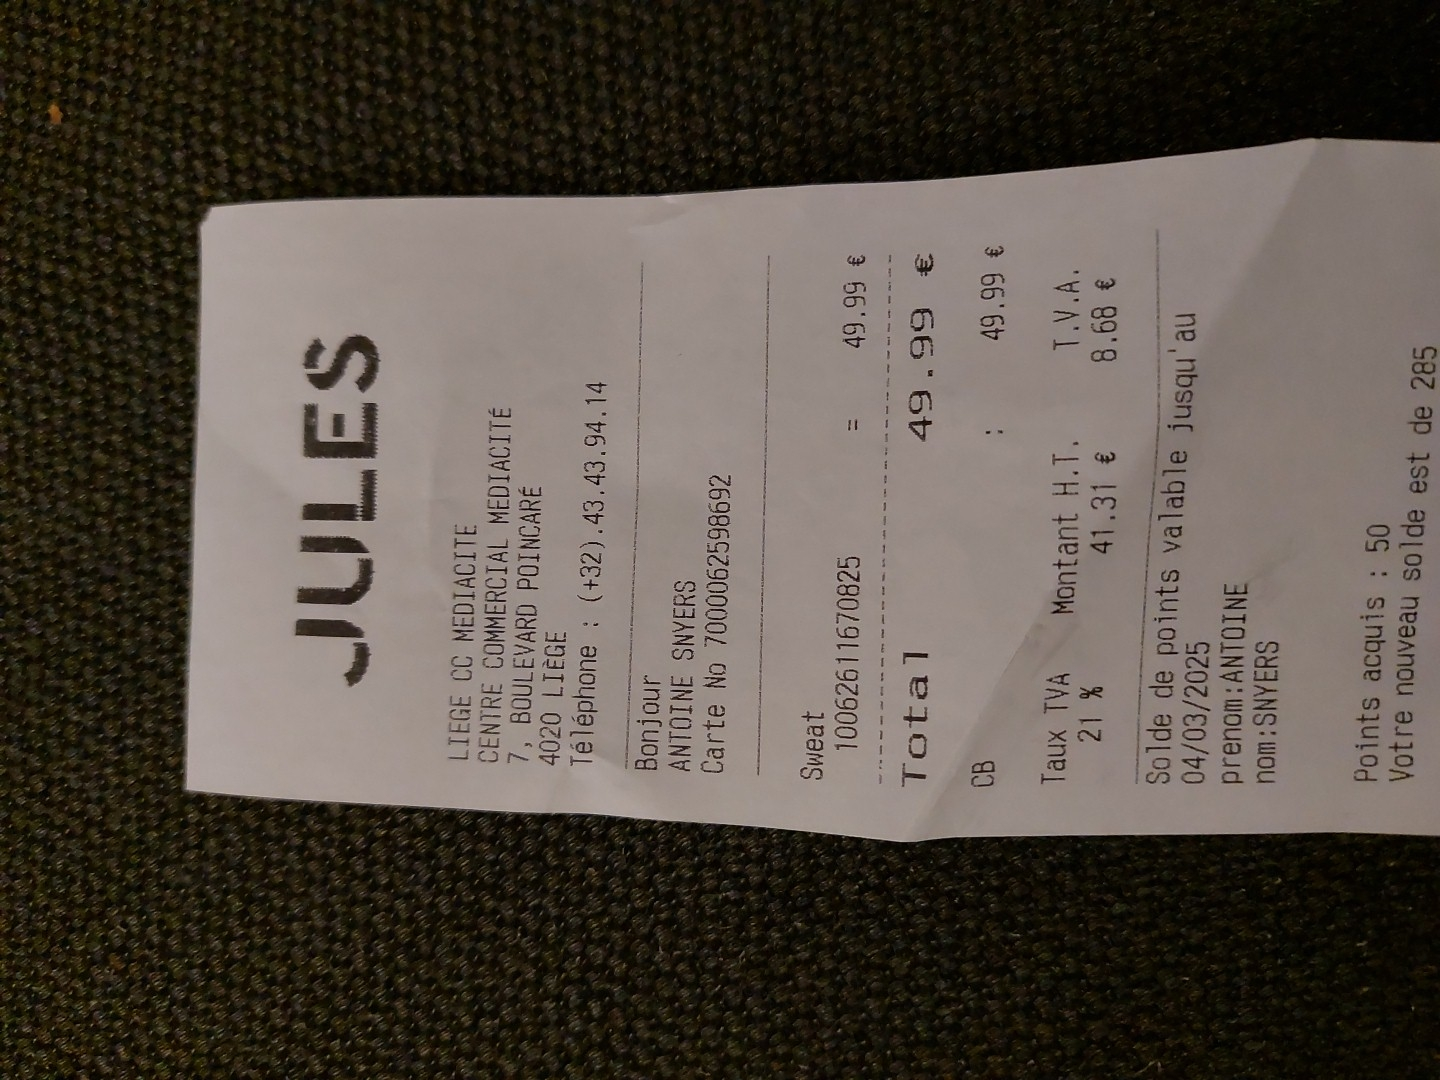 JULES
LIEGE CC MEDIACITE
CENTRE COMMERCIAL MEDIACITÉ
7, BOULEVARD POINCARÉ
4020 LIÈGE
Téléphone : (+32).43.43.94.14
Bonjour
ANTOINE SNYERS
Carte No 7000062598692
Sweat
1006261167​0825 = 49.99 €
Total 49.99 €
CB : 49.99 €
Taux TVA Montant H.T. T.V.A.
21 % 41.31 € 8.68 €
Solde de points valable jusqu'au
04/03/2025
prenom:ANTOINE
nom:SNYERS
Points acquis : 50
Votre nouveau solde est de 285